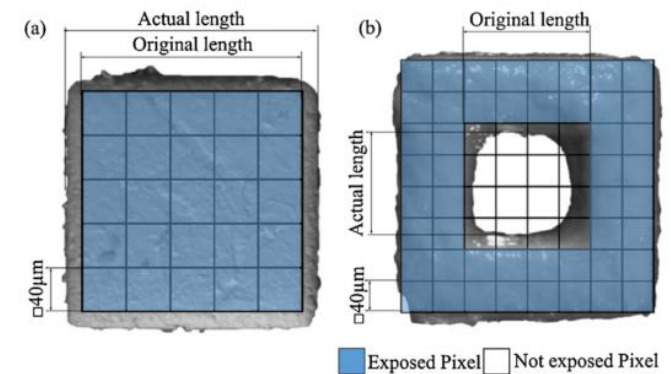 (a)
Actual length
Original length
□40μm
(b)
Original length
Actual length
□40μm
Exposed Pixel
Not exposed Pixel